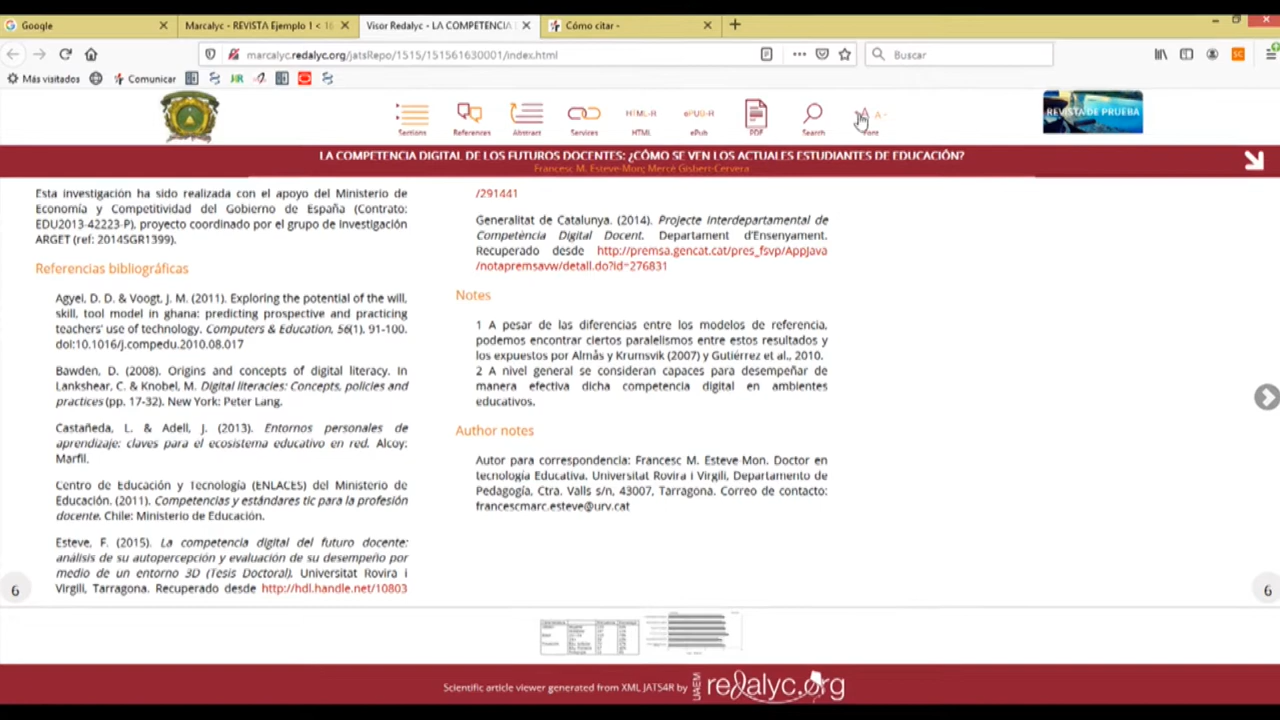 Google
Marcalyc - REVISTA Ejemplo 1 <
Visor Redalyc - LA COMPETENCIA
Cómo citar -
marcalyc.redalyc.org/jatsRepo/1515/151561630001/index.html
Buscar
Más visitados
Comunicar
Sections
References
Abstract
Services
HTML-R
HTML
ePUB-R
ePub
PDF
Search
A A-
Font
REVISTA DE PRUEBA
LA COMPETENCIA DIGITAL DE LOS FUTUROS DOCENTES: ¿CÓMO SE VEN LOS ACTUALES ESTUDIANTES DE EDUCACIÓN?
Francesc M. Esteve-Mon; Mercè Gisbert-Cervera
Esta investigación ha sido realizada con el apoyo del Ministerio de
Economía y Competitividad del Gobierno de España (Contrato:
EDU2013-42223-P), proyecto coordinado por el grupo de investigación
ARGET (ref: 2014SGR1399).
Referencias bibliográficas
Agyei, D. D. & Voogt, J. M. (2011). Exploring the potential of the will,
skill, tool model in ghana: predicting prospective and practicing
teachers' use of technology. Computers & Education, 56(1). 91-100.
doi:10.1016/j.compedu.2010.08.017
Bawden, D. (2008). Origins and concepts of digital literacy. In
Lankshear, C. & Knobel, M. Digital literacies: Concepts, policies and
practices (pp. 17-32). New York: Peter Lang.
Castañeda, L. & Adell, J. (2013). Entornos personales de
aprendizaje: claves para el ecosistema educativo en red. Alcoy:
Marfil.
Centro de Educación y Tecnología (ENLACES) del Ministerio de
Educación. (2011). Competencias y estándares tic para la profesión
docente. Chile: Ministerio de Educación.
Esteve, F. (2015). La competencia digital del futuro docente:
análisis de su autopercepción y evaluación de su desempeño por
medio de un entorno 3D (Tesis Doctoral). Universitat Rovira i
Virgili, Tarragona. Recuperado desde http://hdl.handle.net/10803
6
/291441
Generalitat de Catalunya. (2014). Projecte Interdepartamental de
Competència Digital Docent. Departament d'Ensenyament.
Recuperado desde http://premsa.gencat.cat/pres_fsvp/AppJava
/notapremsavw/detall.do?id=276831
Notes
1 A pesar de las diferencias entre los modelos de referencia,
podemos encontrar ciertos paralelismos entre estos resultados y
los expuestos por Almås y Krumsvik (2007) y Gutiérrez et al., 2010.
2 A nivel general se consideran capaces para desempeñar de
manera efectiva dicha competencia digital en ambientes
educativos.
Author notes
Autor para correspondencia: Francesc M. Esteve-Mon. Doctor en
tecnología Educativa. Universitat Rovira i Virgili, Departamento de
Pedagogía, Ctra. Valls s/n, 43007, Tarragona. Correo de contacto:
francescmarc.esteve@urv.cat
6
Scientific article viewer generated from XML JATS4R by
UAEM
redalyc.org